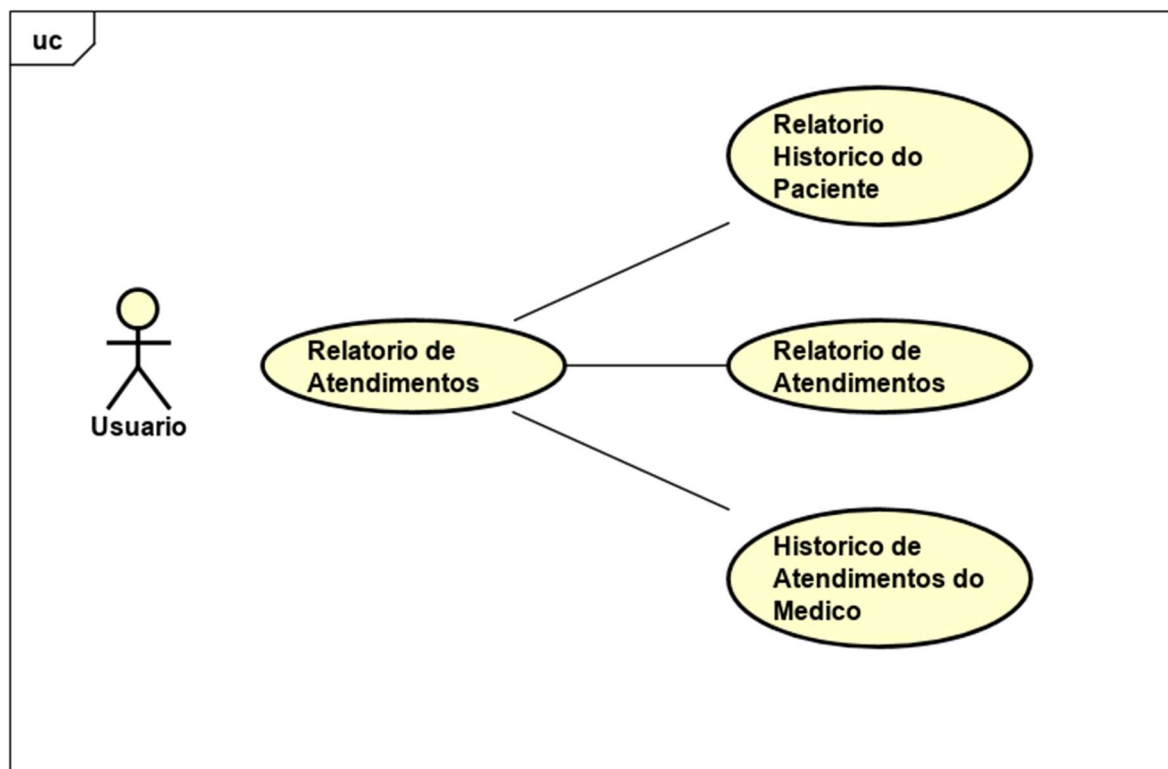 uc
Relatorio
Historico do
Paciente
Relatorio de
Atendimentos
Relatorio de
Atendimentos
Usuario
Historico de
Atendimentos do
Medico